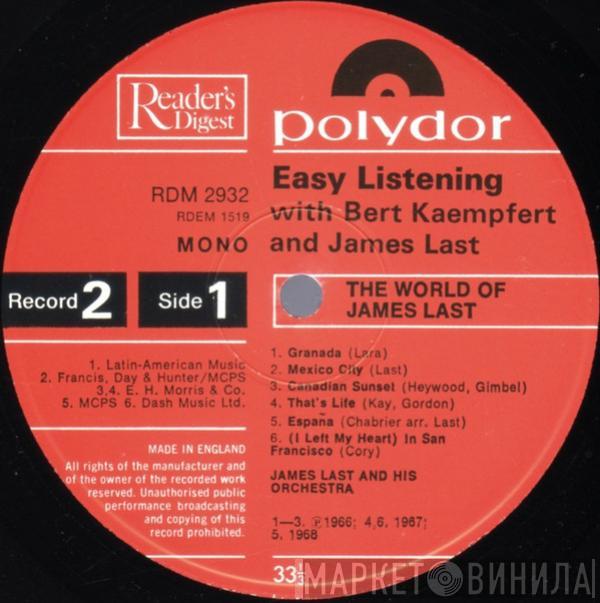 Reader's
Digest
polydor
RDM 2932
RDEM 1519
MONO
Easy Listening
with Bert Kaempfert
and James Last
Record 2
Side 1
THE WORLD OF
JAMES LAST
1. Latin-American Music
2. Francis, Day & Hunter/MCPS
3,4. E. H. Morris & Co.
5. MCPS 6. Dash Music Ltd.
1. Granada (Lara)
2. Mexico City (Last)
3. Canadian Sunset (Heywood, Gimbel)
4. That's Life (Kay, Gordon)
5. España (Chabrier arr. Last)
6. (I Left My Heart) In San
Francisco (Cory)
JAMES LAST AND HIS
ORCHESTRA
MADE IN ENGLAND
All rights of the manufacturer and
of the owner of the recorded work
reserved. Unauthorised public
performance broadcasting
and copying of this
record prohibited.
1—3. ℗1966; 4,6. 1967;
5. 1968
33⅓
МАРКЕТ ВИНИЛА